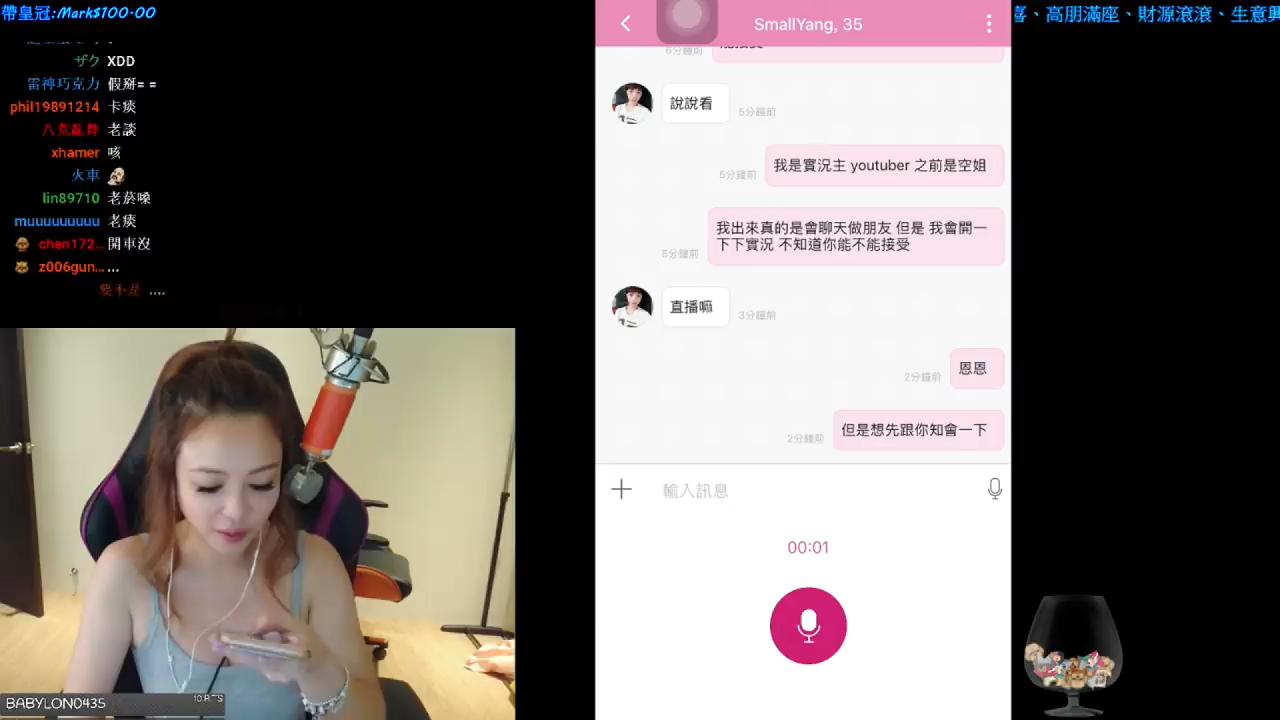 帶皇冠:Mark$100.00
ザク XDD
雷神巧克力 假掰= =
phil19891214 卡痰
八荒亂舞 老談
xhamer 咳
火車
lin89710 老菸嗓
muuuuuuuuu 老痰
chen172... 開車沒
z006gun... ...
要不是 ....
BABYLON0435
SmallYang, 35
6分鐘前
說說看
5分鐘前
我是實況主 youtuber 之前是空姐
5分鐘前
我出來真的是會聊天做朋友 但是 我會開一
下下實況 不知道你能不能接受
5分鐘前
直播嘛
3分鐘前
恩恩
2分鐘前
但是想先跟你知會一下
2分鐘前
輸入訊息
00:01
、高朋滿座、財源滾滾、生意興